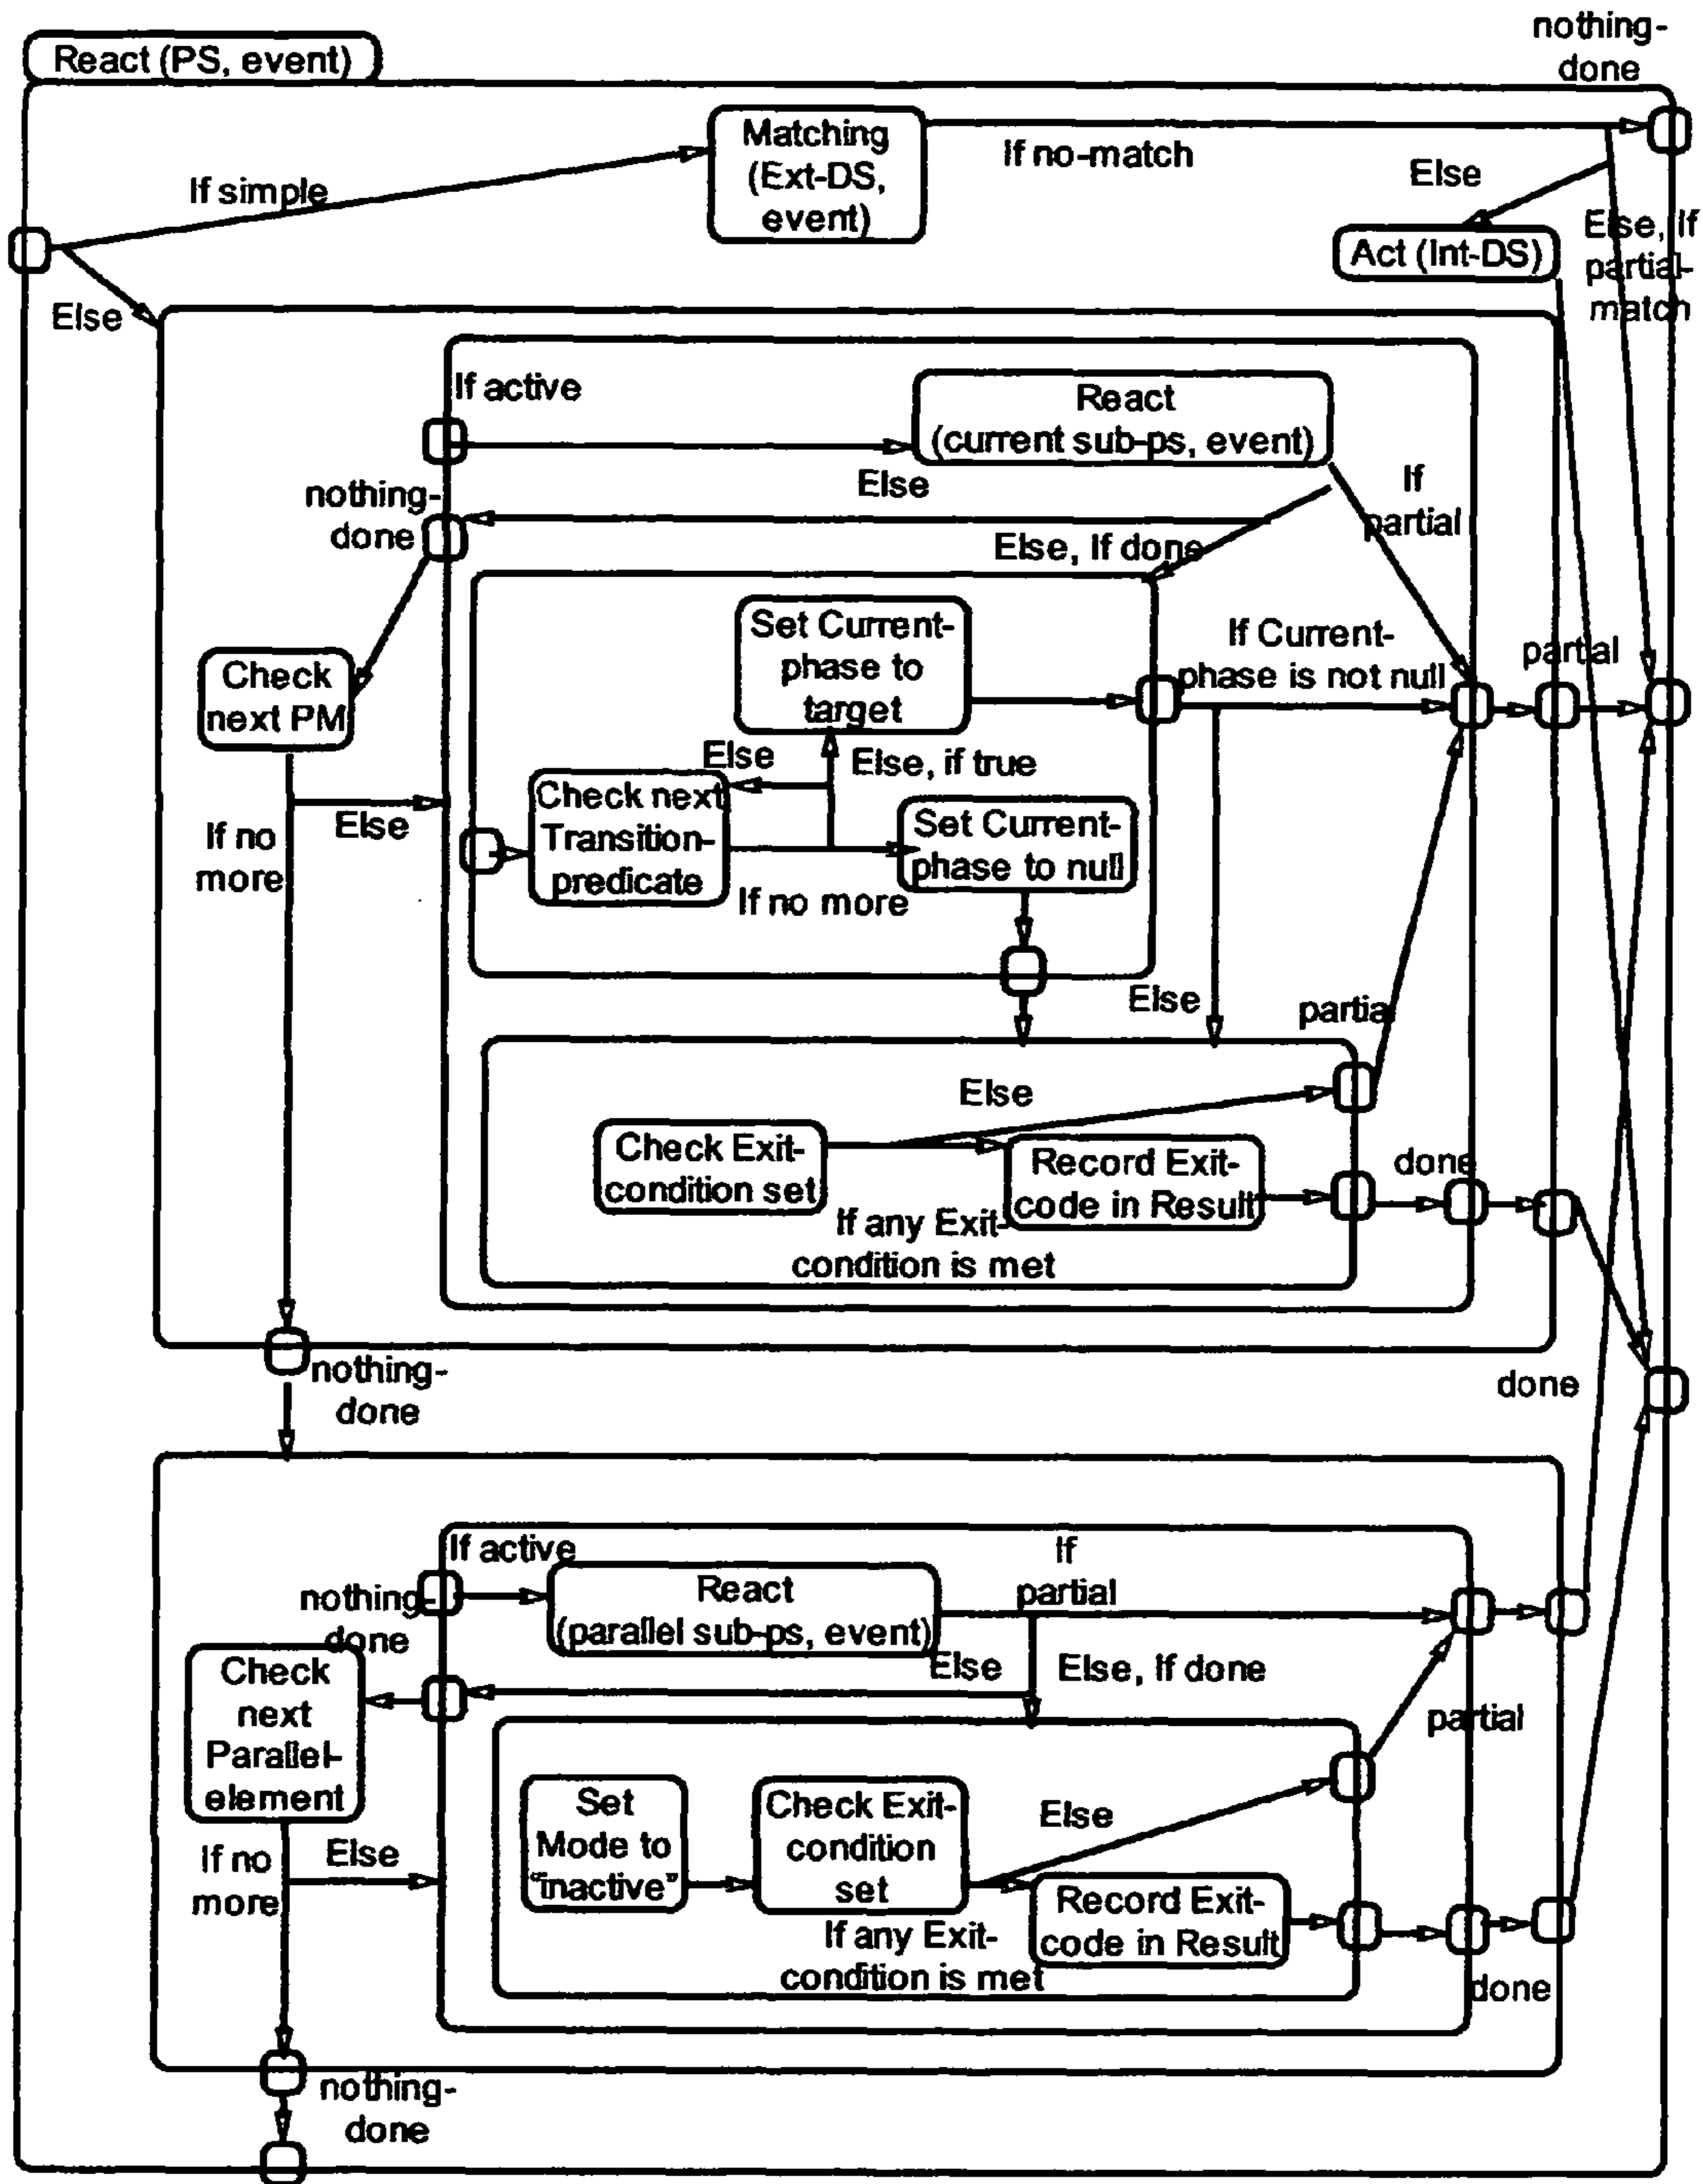 nothing-
done
React (PS, event)
Matching
(Ext-DS,
event)
If no-match
Else
If simple
Else, If
partial-
match
Act (Int-DS)
Else
If active
React
(current sub-ps, event)
If
partial
Else
nothing-
done
Else, If done
Set Current-
phase to
target
If Current-
phase is not null
partial
Check
next PM
Else
Else, if true
Check next
Transition-
predicate
Set Current-
phase to null
Else
If no
more
If no more
Else
partial
Else
Check Exit-
condition set
Record Exit-
code in Result
done
If any Exit-
condition is met
nothing-
done
done
If active
If
partial
nothing-
done
React
(parallel sub-ps, event)
Else
Else, If done
Check
next
Parallel-
element
partial
Set
Mode to
"inactive"
Check Exit-
condition
set
Else
If no
more
Else
Record Exit-
code in Result
If any Exit-
condition is met
done
nothing-
done